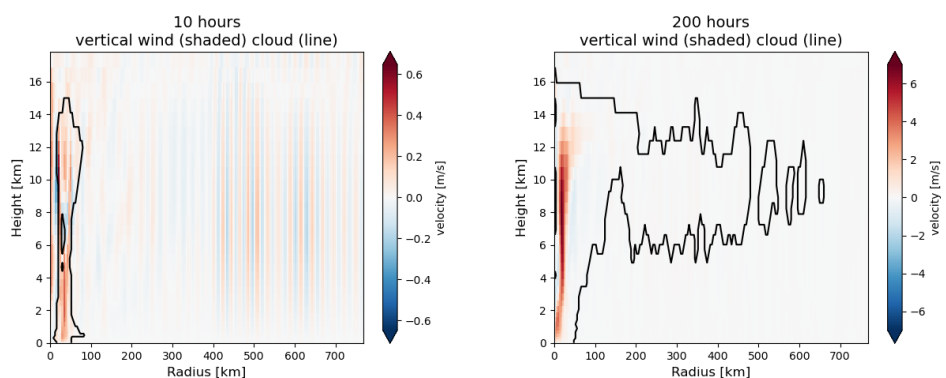 10 hours
vertical wind (shaded) cloud (line)
16
14
12
10
8
6
4
2
0
Height [km]
0 100 200 300 400 500 600 700
Radius [km]
0.6
0.4
0.2
0.0
−0.2
−0.4
−0.6
velocity [m/s]
200 hours
vertical wind (shaded) cloud (line)
16
14
12
10
8
6
4
2
0
Height [km]
0 100 200 300 400 500 600 700
Radius [km]
6
4
2
0
−2
−4
−6
velocity [m/s]